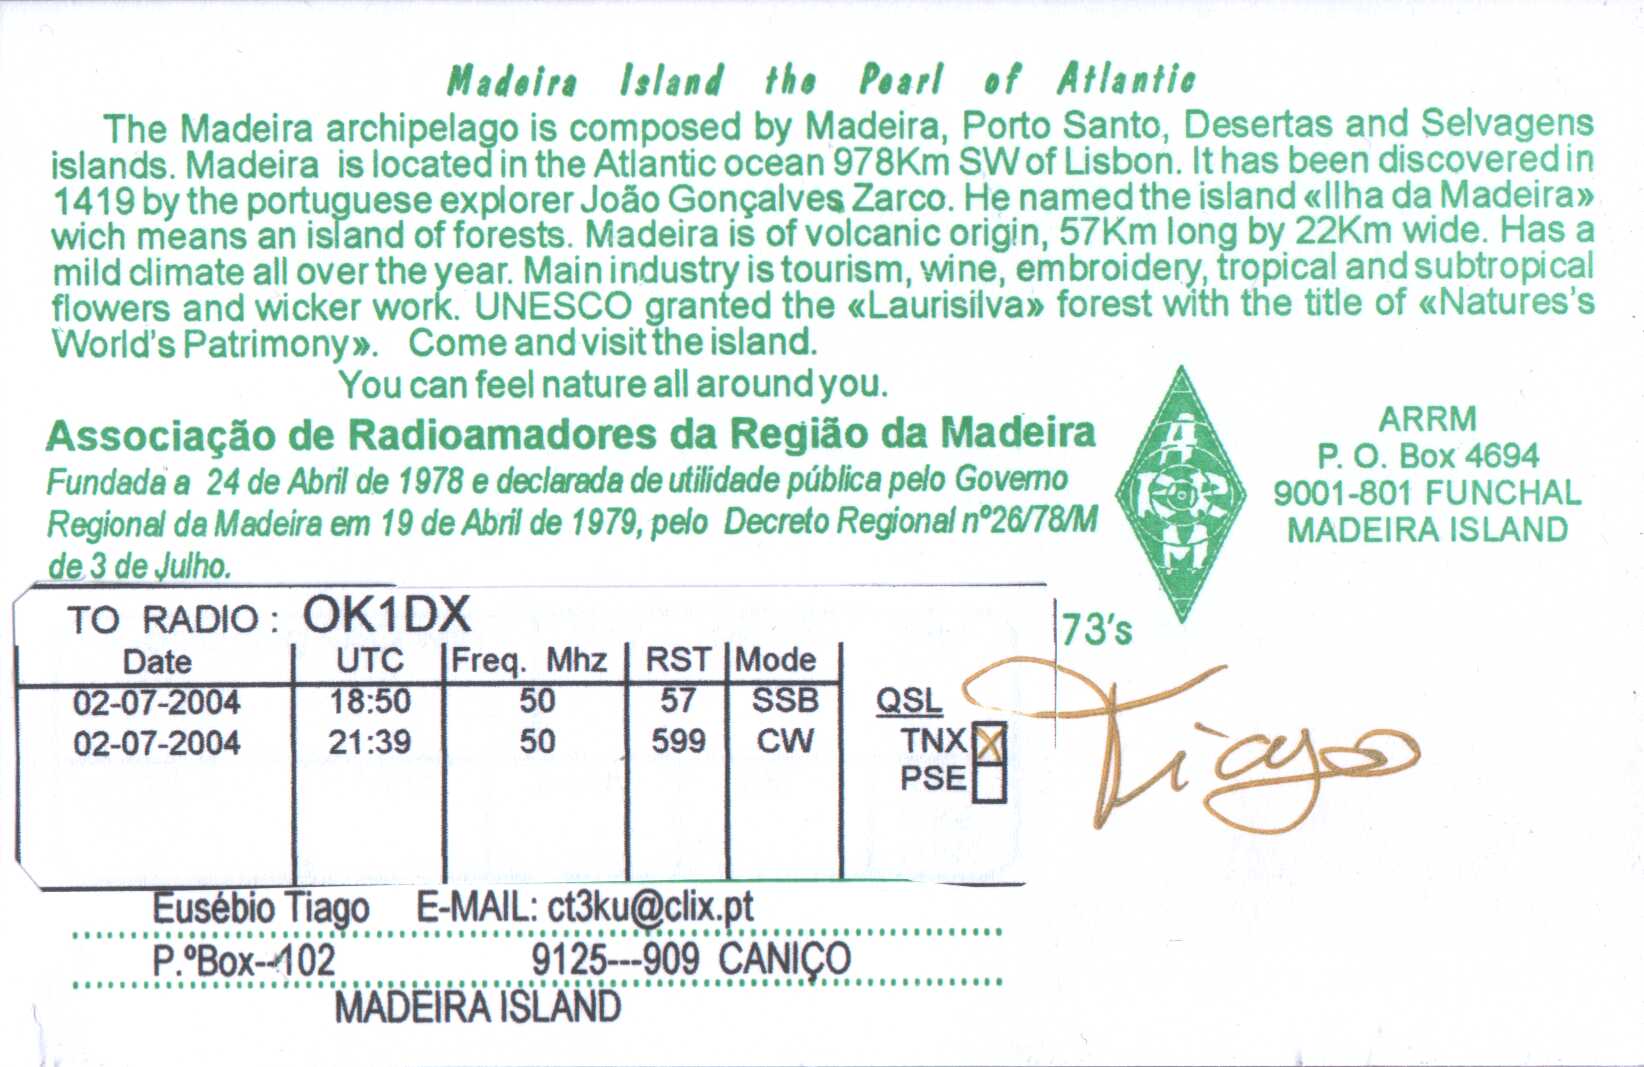 Madeira Island the Pearl of Atlantic
The Madeira archipelago is composed by Madeira, Porto Santo, Desertas and Selvagens
islands. Madeira is located in the Atlantic ocean 978Km SW of Lisbon. It has been discovered in
1419 by the portuguese explorer João Gonçalves Zarco. He named the island «Ilha da Madeira»
wich means an island of forests. Madeira is of volcanic origin, 57Km long by 22Km wide. Has a
mild climate all over the year. Main industry is tourism, wine, embroidery, tropical and subtropical
flowers and wicker work. UNESCO granted the «Laurisilva» forest with the title of «Natures's
World's Patrimony». Come and visit the island.
You can feel nature all around you.
Associação de Radioamadores da Região da Madeira
Fundada a 24 de Abril de 1978 e declarada de utilidade pública pelo Governo
Regional da Madeira em 19 de Abril de 1979, pelo Decreto Regional nº26/78/M
de 3 de Julho.
A
R R
M
ARRM
P. O. Box 4694
9001-801 FUNCHAL
MADEIRA ISLAND
TO RADIO : OK1DX
Date UTC Freq. Mhz RST Mode
02-07-2004 18:50 50 57 SSB
02-07-2004 21:39 50 599 CW
QSL
TNX X
PSE
73's
Tiago
Eusébio Tiago E-MAIL: ct3ku@clix.pt
P.ºBox--102 9125---909 CANIÇO
MADEIRA ISLAND